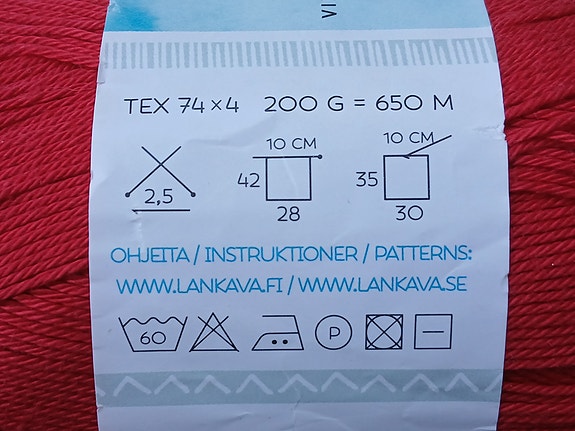 VI
TEX 74×4 200 G = 650 M
10 CM 10 CM
2,5 42 35
28 30
OHJEITA / INSTRUKTIONER / PATTERNS:
WWW.LANKAVA.FI / WWW.LANKAVA.SE
60 P